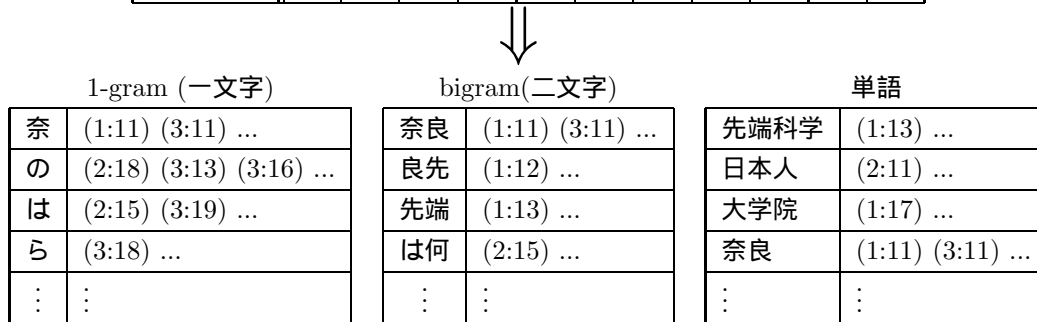 ⇓
1-gram (一文字) bigram(二文字) 単語
奈 (1:11) (3:11) ... 奈良 (1:11) (3:11) ... 先端科学 (1:13) ...
の (2:18) (3:13) (3:16) ... 良先 (1:12) ... 日本人 (2:11) ...
は (2:15) (3:19) ... 先端 (1:13) ... 大学院 (1:17) ...
ら (3:18) ... は何 (2:15) ... 奈良 (1:11) (3:11) ...
⋮ ⋮ ⋮ ⋮ ⋮ ⋮